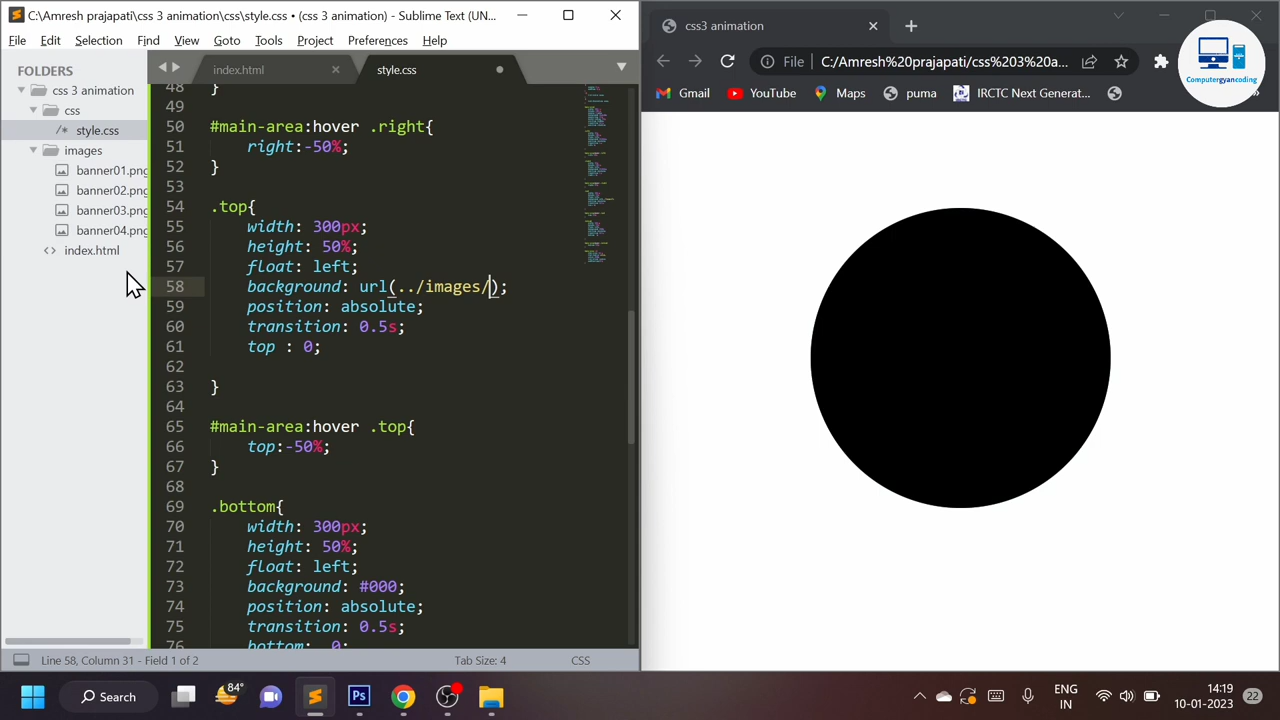 C:\Amresh prajapati\css 3 animation\css\style.css • (css 3 animation) - Sublime Text (UN...
File Edit Selection Find View Goto Tools Project Preferences Help
FOLDERS
css 3 animation
css
/* style.css
images
banner01.png
banner02.png
banner03.png
banner04.png
<> index.html
index.html
style.css
48 }
49
50 #main-area:hover .right{
51 right:-50%;
52 }
53
54 .top{
55 width: 300px;
56 height: 50%;
57 float: left;
58 background: url(../images/);
59 position: absolute;
60 transition: 0.5s;
61 top : 0;
62
63 }
64
65 #main-area:hover .top{
66 top:-50%;
67 }
68
69 .bottom{
70 width: 300px;
71 height: 50%;
72 float: left;
73 background: #000;
74 position: absolute;
75 transition: 0.5s;
76 bottom: 0;
Line 58, Column 31 - Field 1 of 2
Tab Size: 4
CSS
css3 animation
File
C:/Amresh%20prajapati/css%203%20a...
Gmail YouTube Maps puma IRCTC Next Generat... »
Computergyancoding
84°
Search
Ps
ENG
IN
14:19
10-01-2023
22